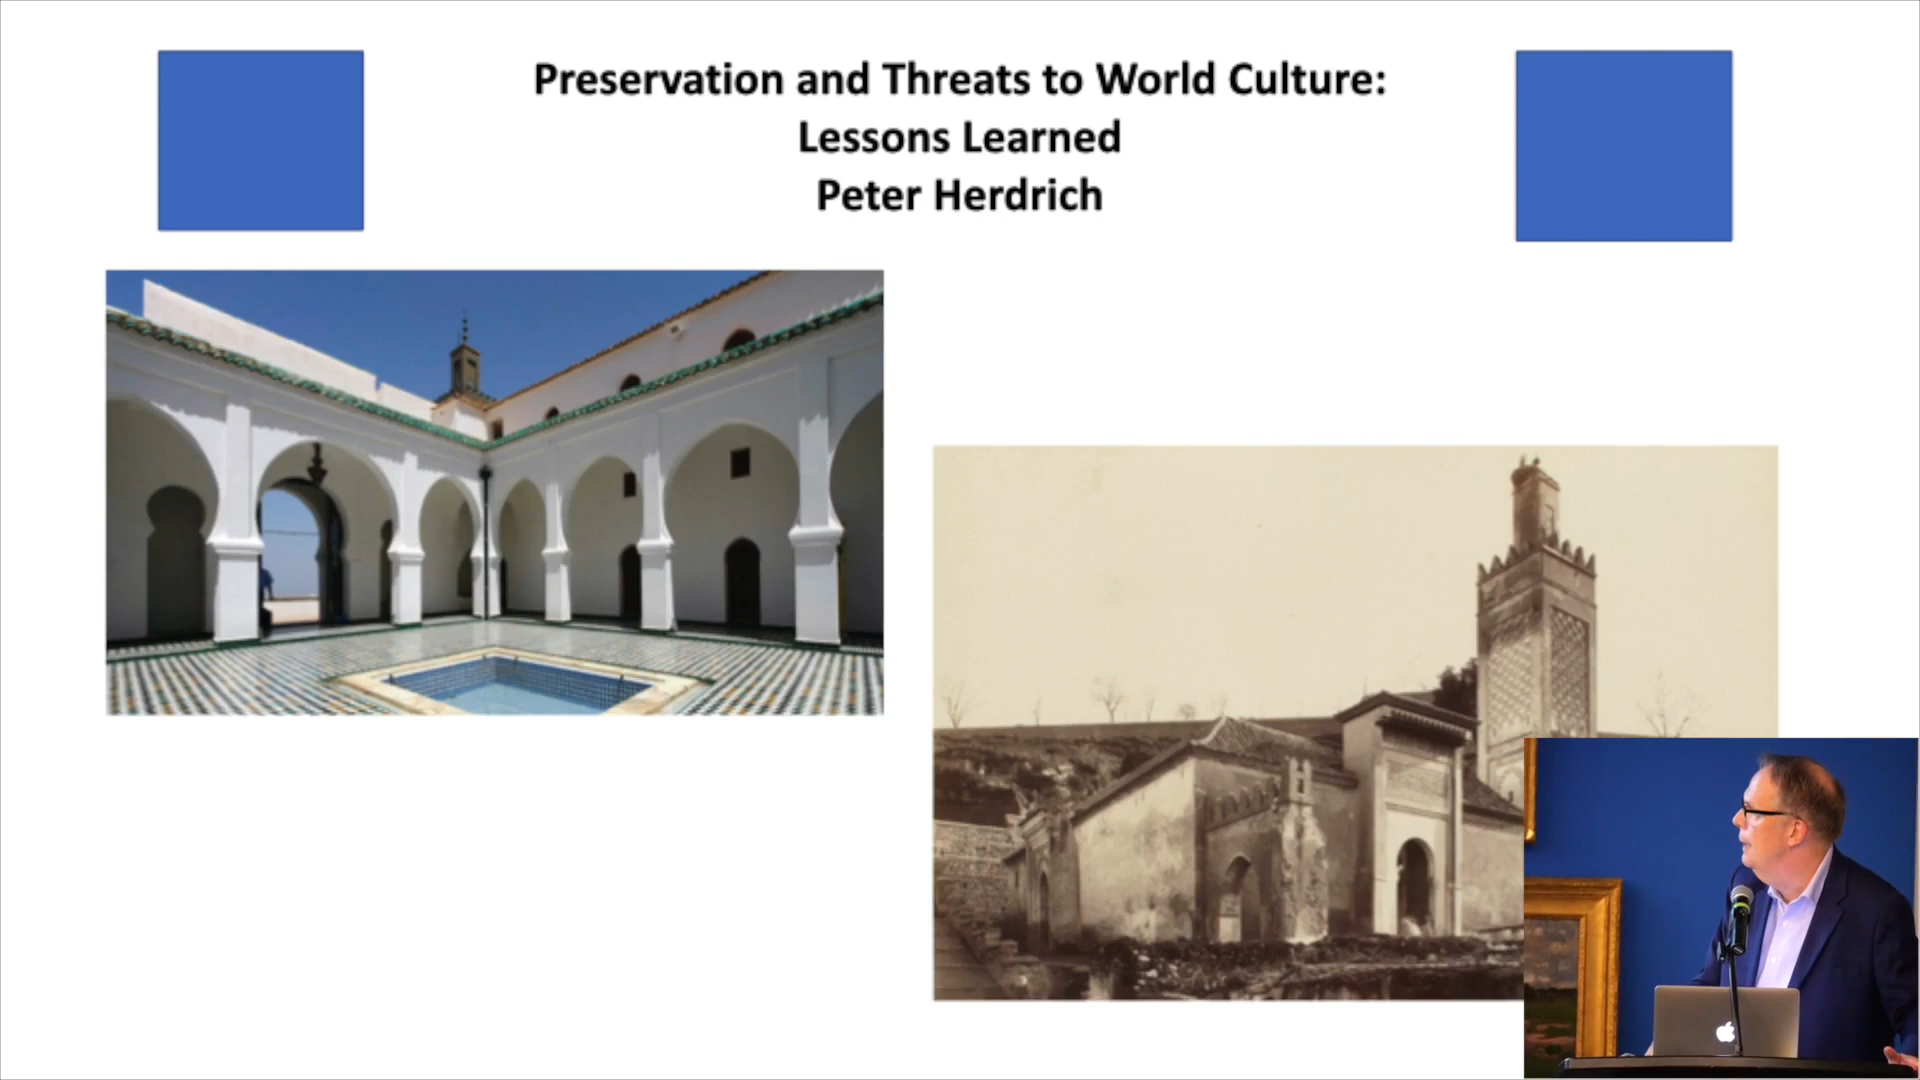 Preservation and Threats to World Culture:
Lessons Learned
Peter Herdrich